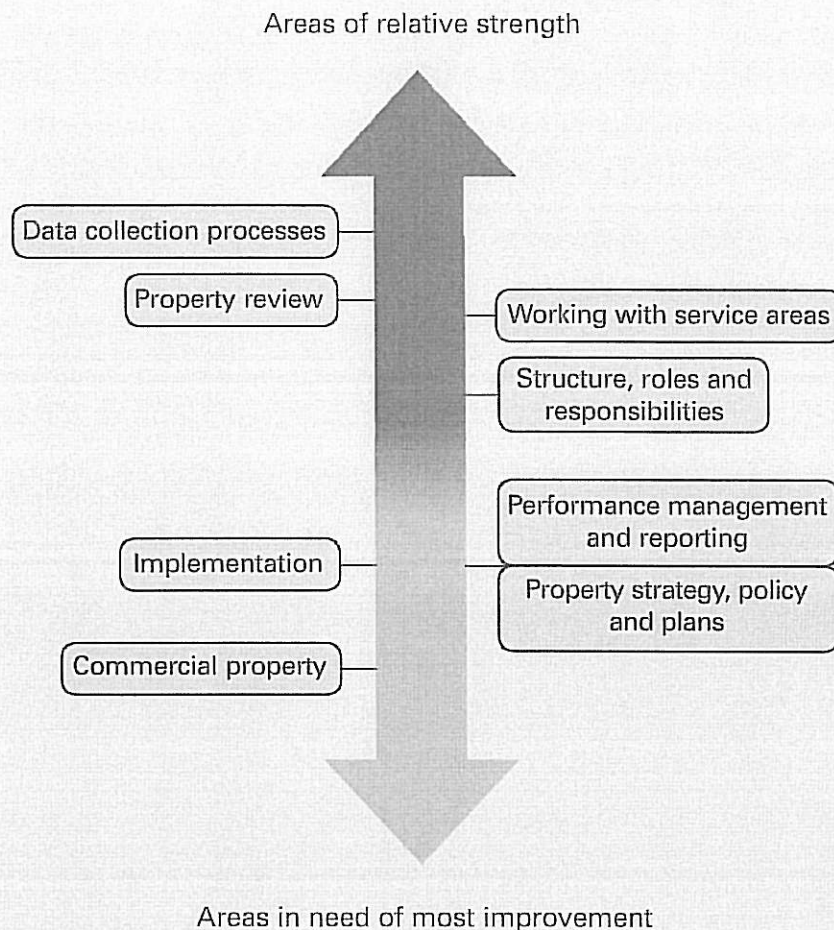 Areas of relative strength
Data collection processes
Property review
Working with service areas
Structure, roles and
responsibilities
Performance management
and reporting
Implementation
Property strategy, policy
and plans
Commercial property
Areas in need of most improvement